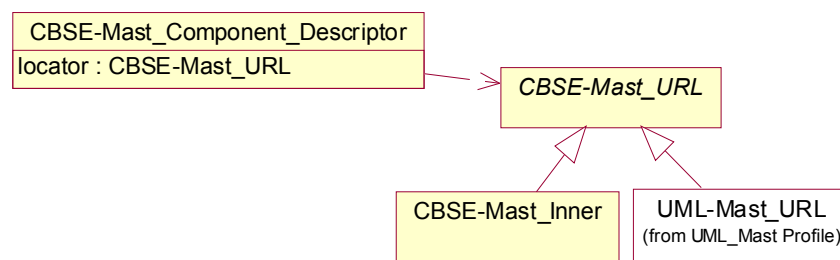 CBSE-Mast_Component_Descriptor
locator : CBSE-Mast_URL
CBSE-Mast_URL
CBSE-Mast_Inner
UML-Mast_URL
(from UML_Mast Profile)